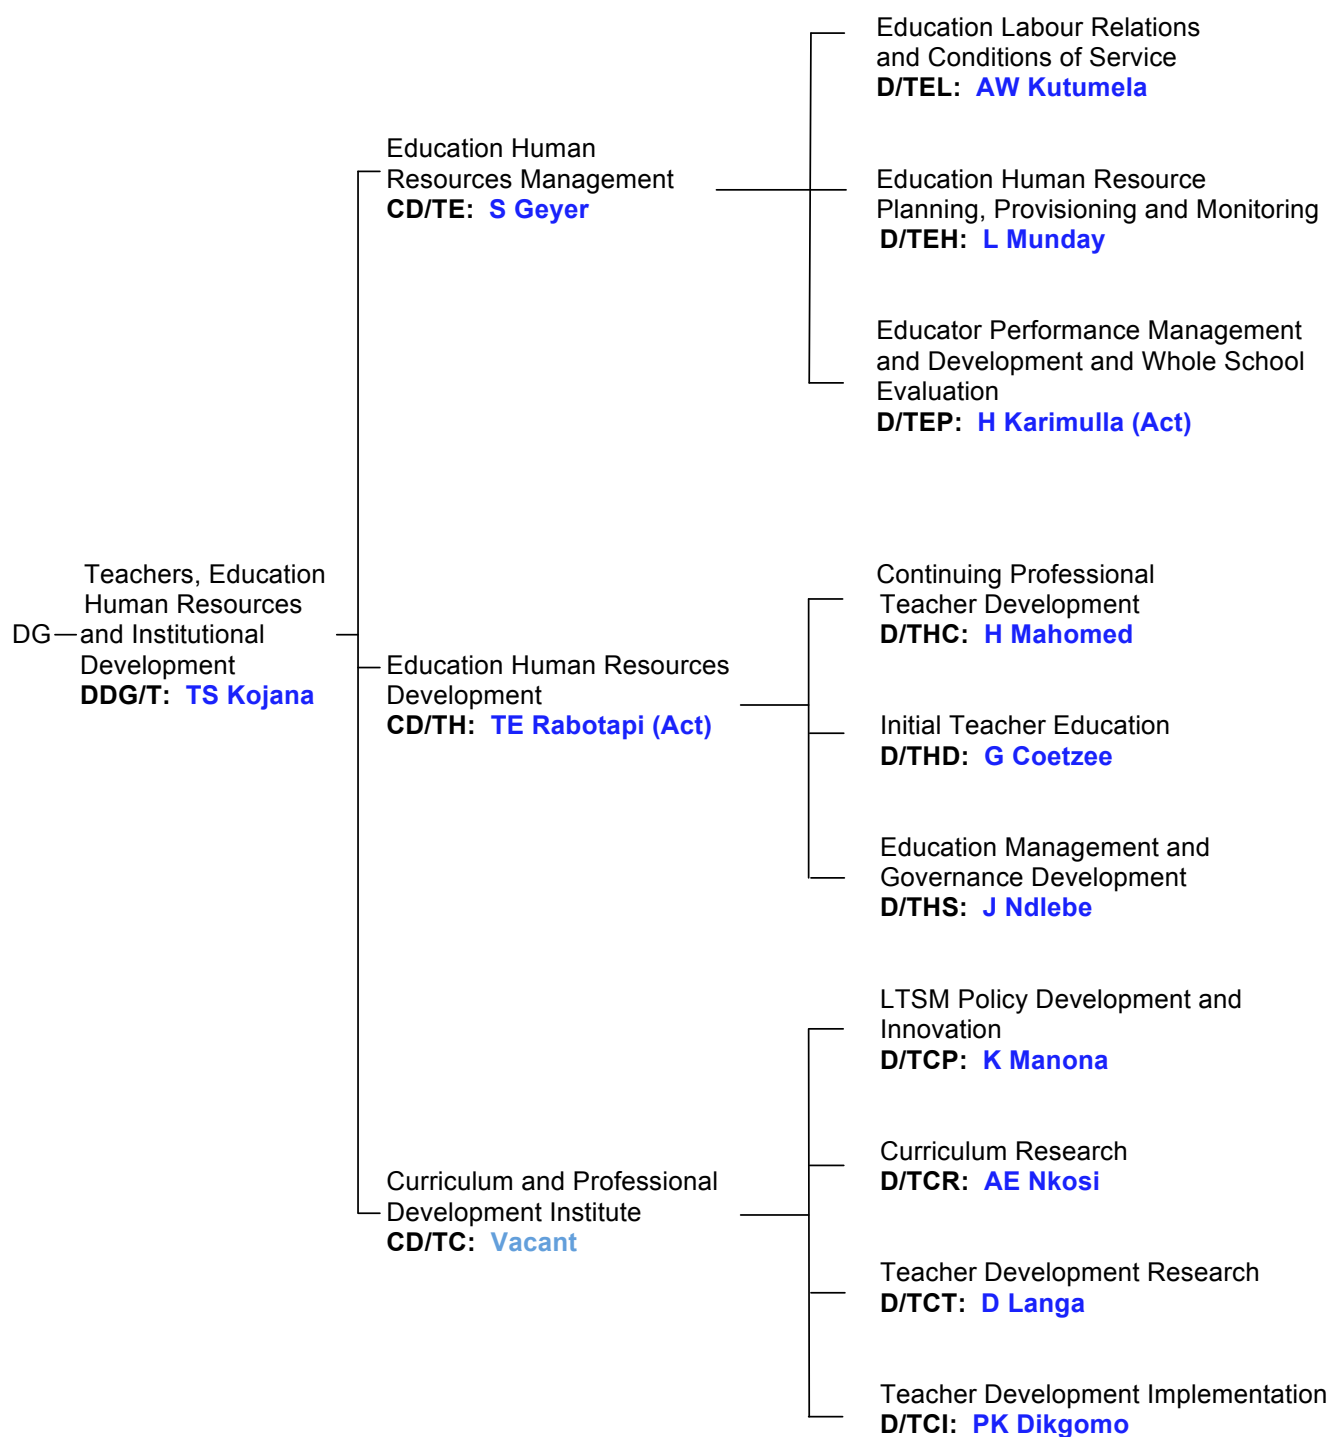 DG
Teachers, Education
Human Resources
and Institutional
Development
DDG/T: TS Kojana
Education Human
Resources Management
CD/TE: S Geyer
Education Labour Relations
and Conditions of Service
D/TEL: AW Kutumela
Education Human Resource
Planning, Provisioning and Monitoring
D/TEH: L Munday
Educator Performance Management
and Development and Whole School
Evaluation
D/TEP: H Karimulla (Act)
Education Human Resources
Development
CD/TH: TE Rabotapi (Act)
Continuing Professional
Teacher Development
D/THC: H Mahomed
Initial Teacher Education
D/THD: G Coetzee
Education Management and
Governance Development
D/THS: J Ndlebe
Curriculum and Professional
Development Institute
CD/TC: Vacant
LTSM Policy Development and
Innovation
D/TCP: K Manona
Curriculum Research
D/TCR: AE Nkosi
Teacher Development Research
D/TCT: D Langa
Teacher Development Implementation
D/TCI: PK Dikgomo